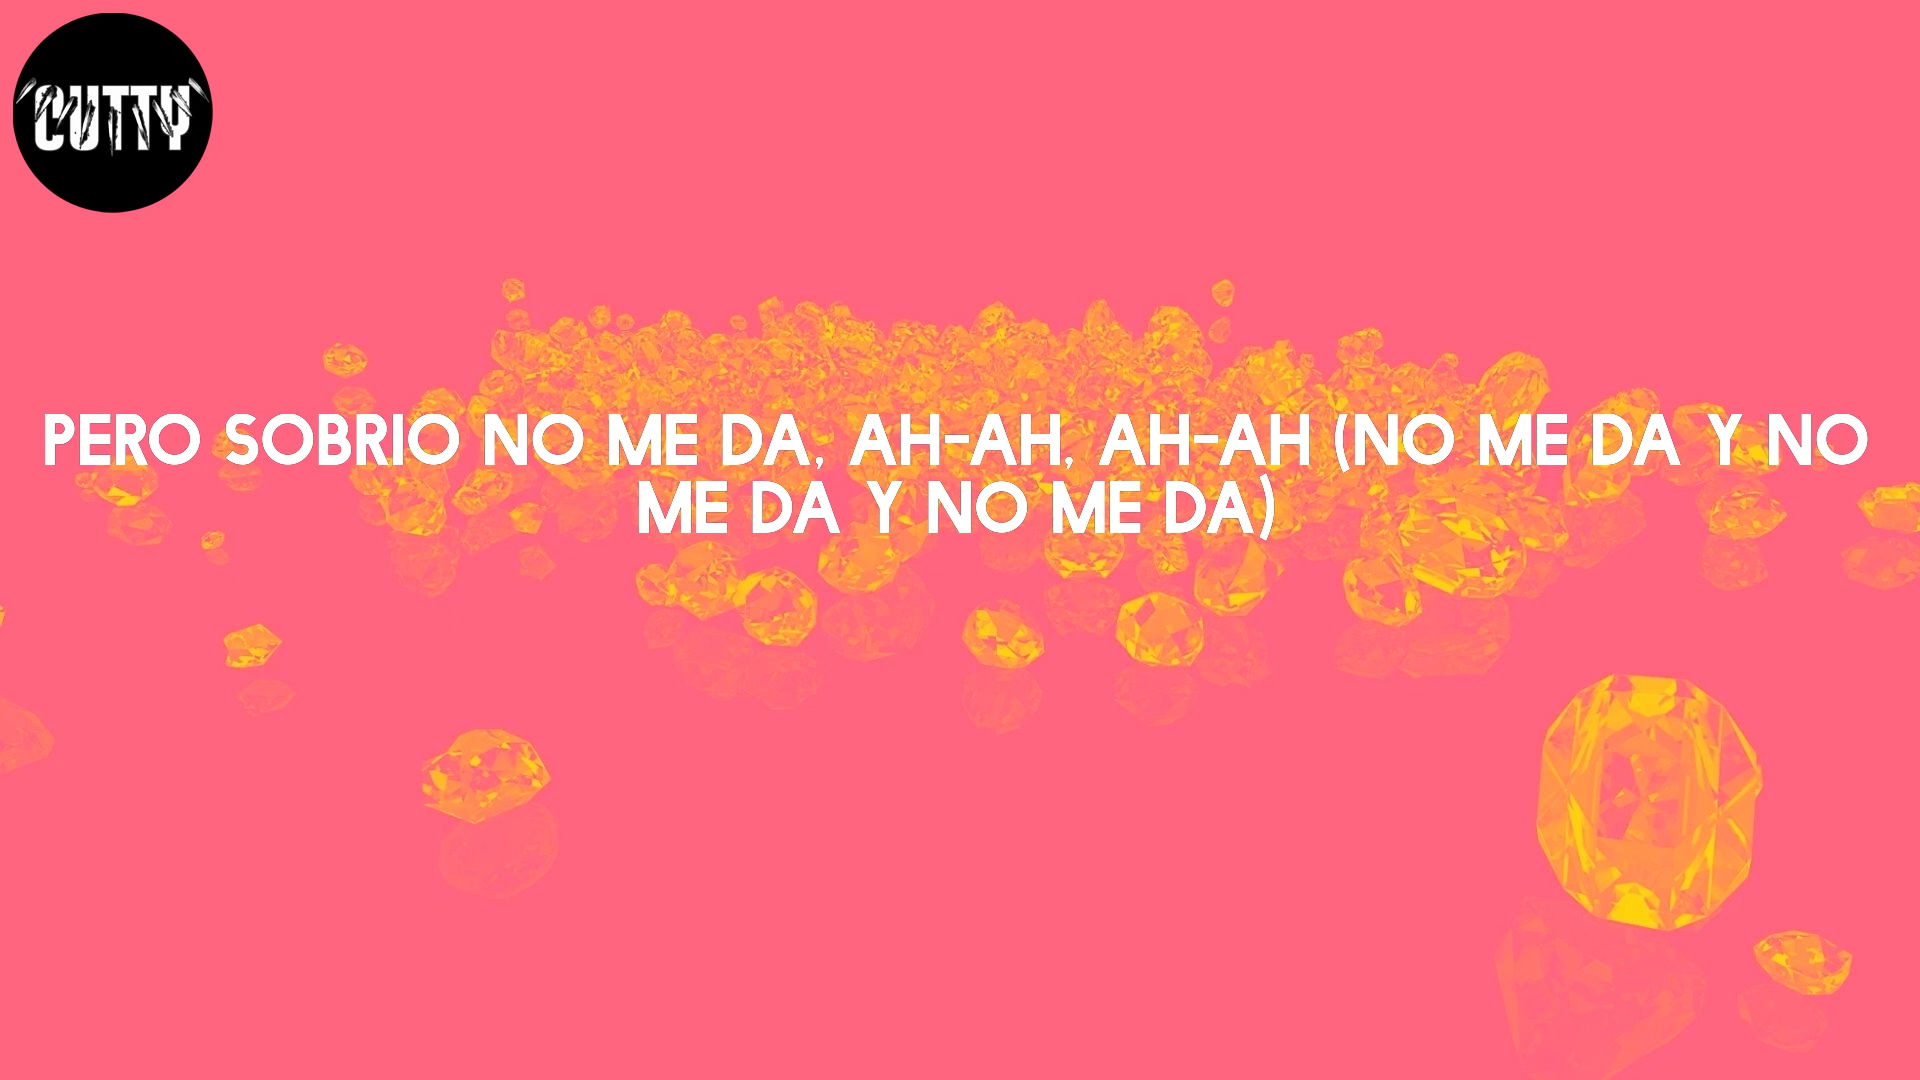 CUTTY
PERO SOBRIO NO ME DA, AH-AH, AH-AH (NO ME DA Y NO
ME DA Y NO ME DA)